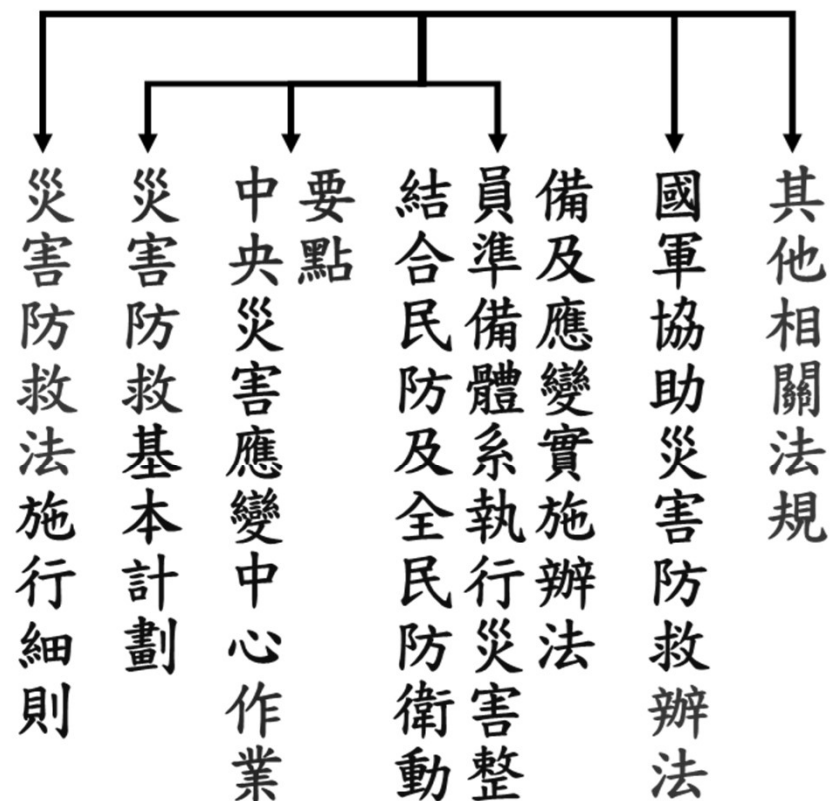 災害防救法施行細則
災害防救基本計劃
中央災害應變中心作業
要點
結合民防及全民防衛動
員準備體系執行災害整
備及應變實施辦法
國軍協助災害防救辦法
其他相關法規